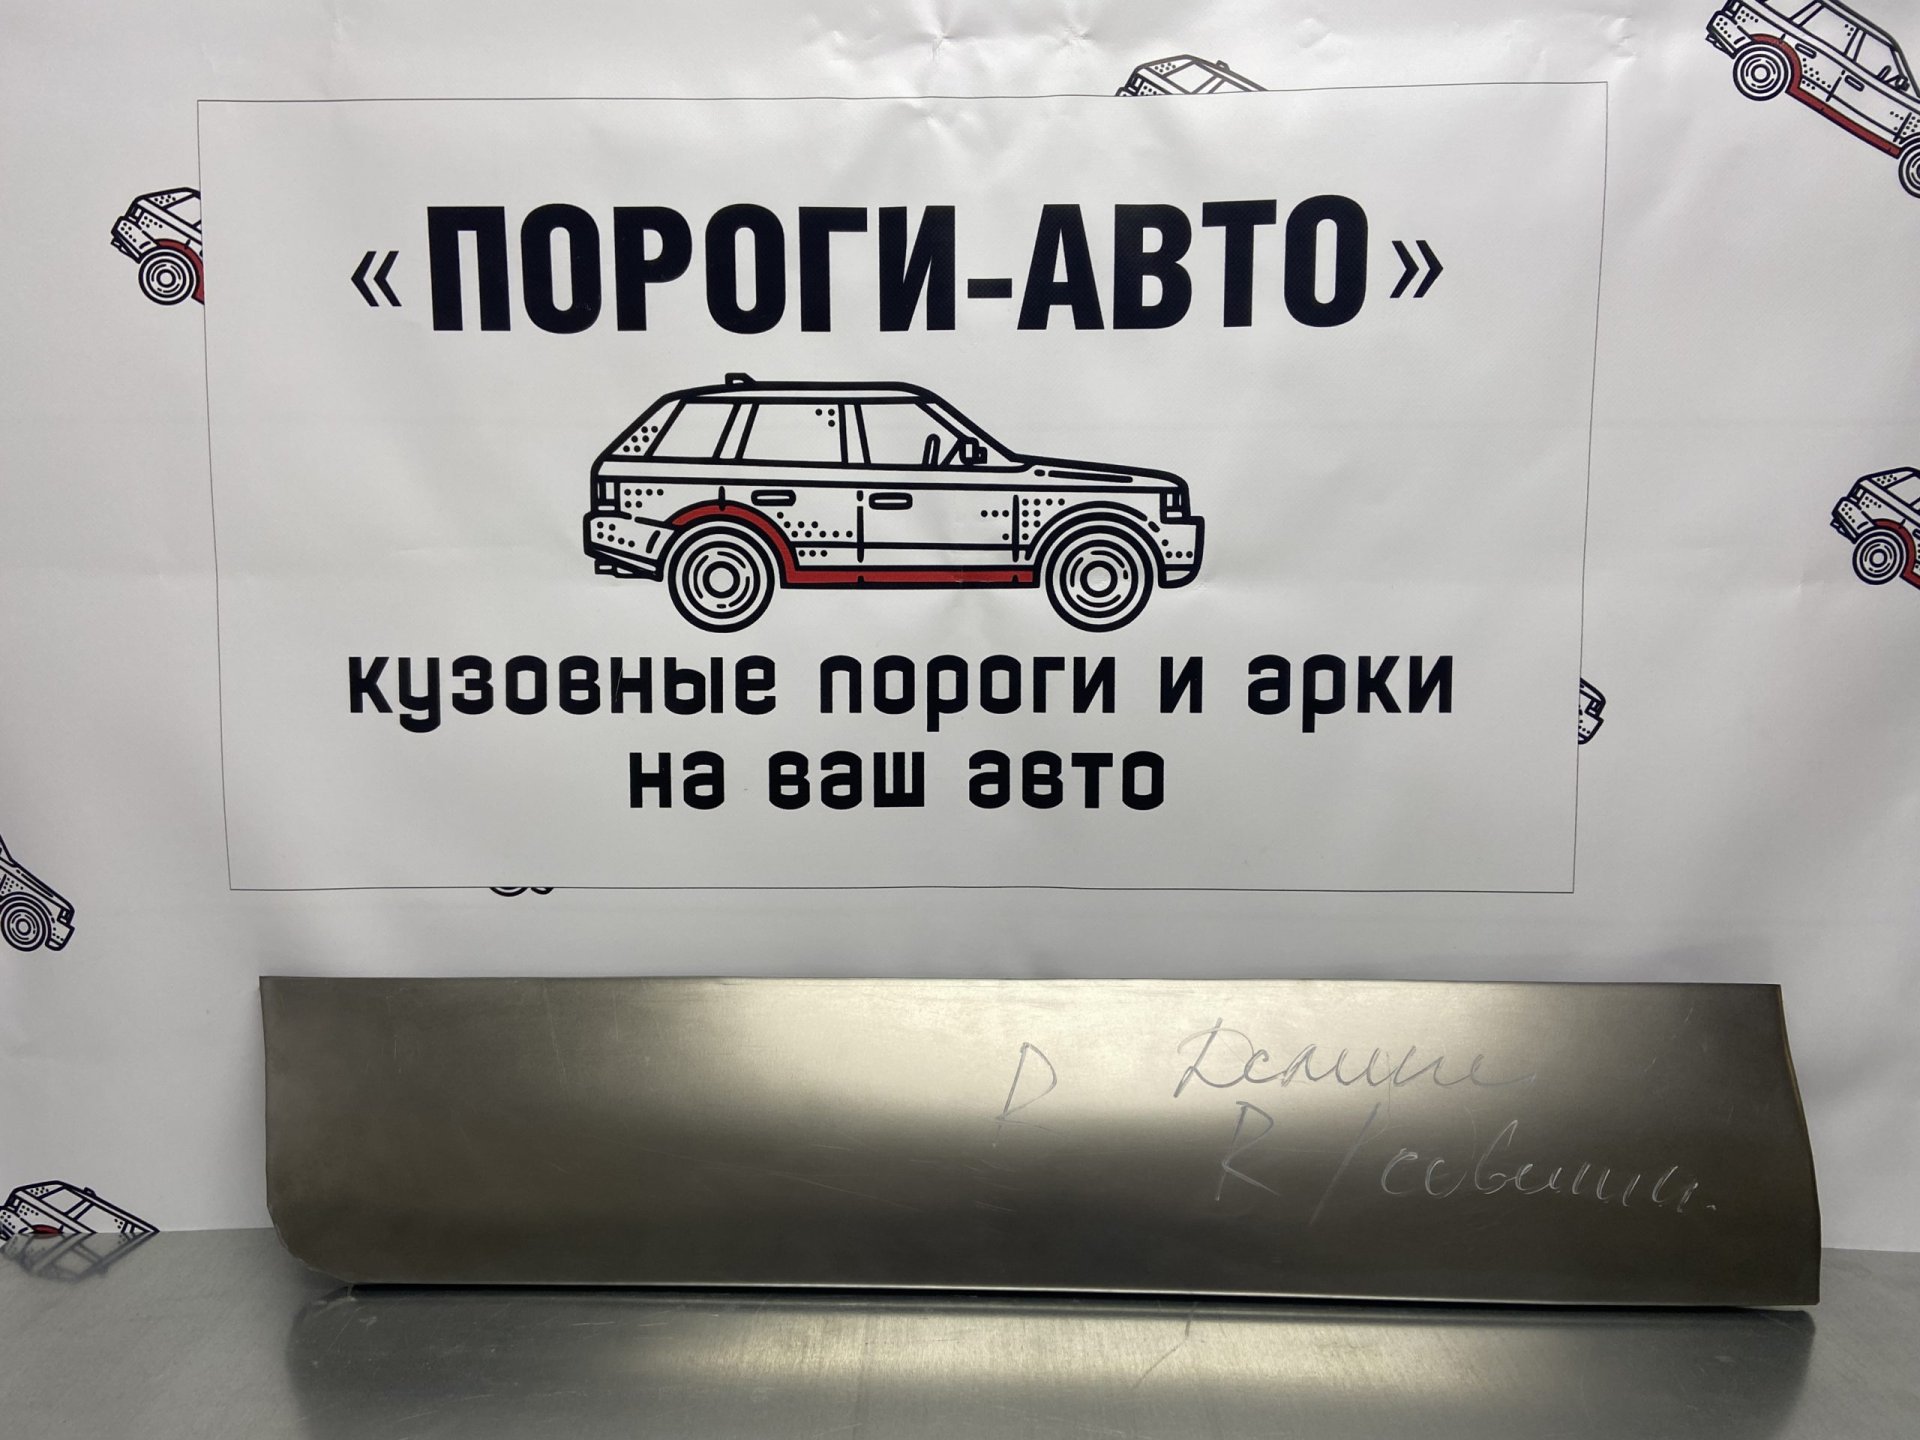 «ПОРОГИ-АВТО»
кузовные пороги и арки
на ваш авто
R
R /